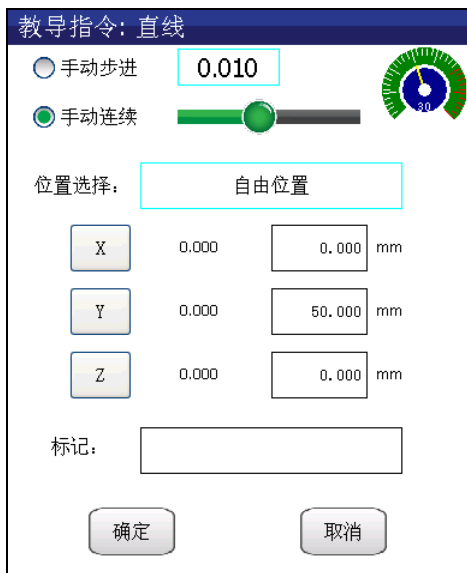 教导指令: 直线
手动步进 0.010
手动连续
30
位置选择: 自由位置
X 0.000 0.000 mm
Y 0.000 50.000 mm
Z 0.000 0.000 mm
标记:
确定 取消